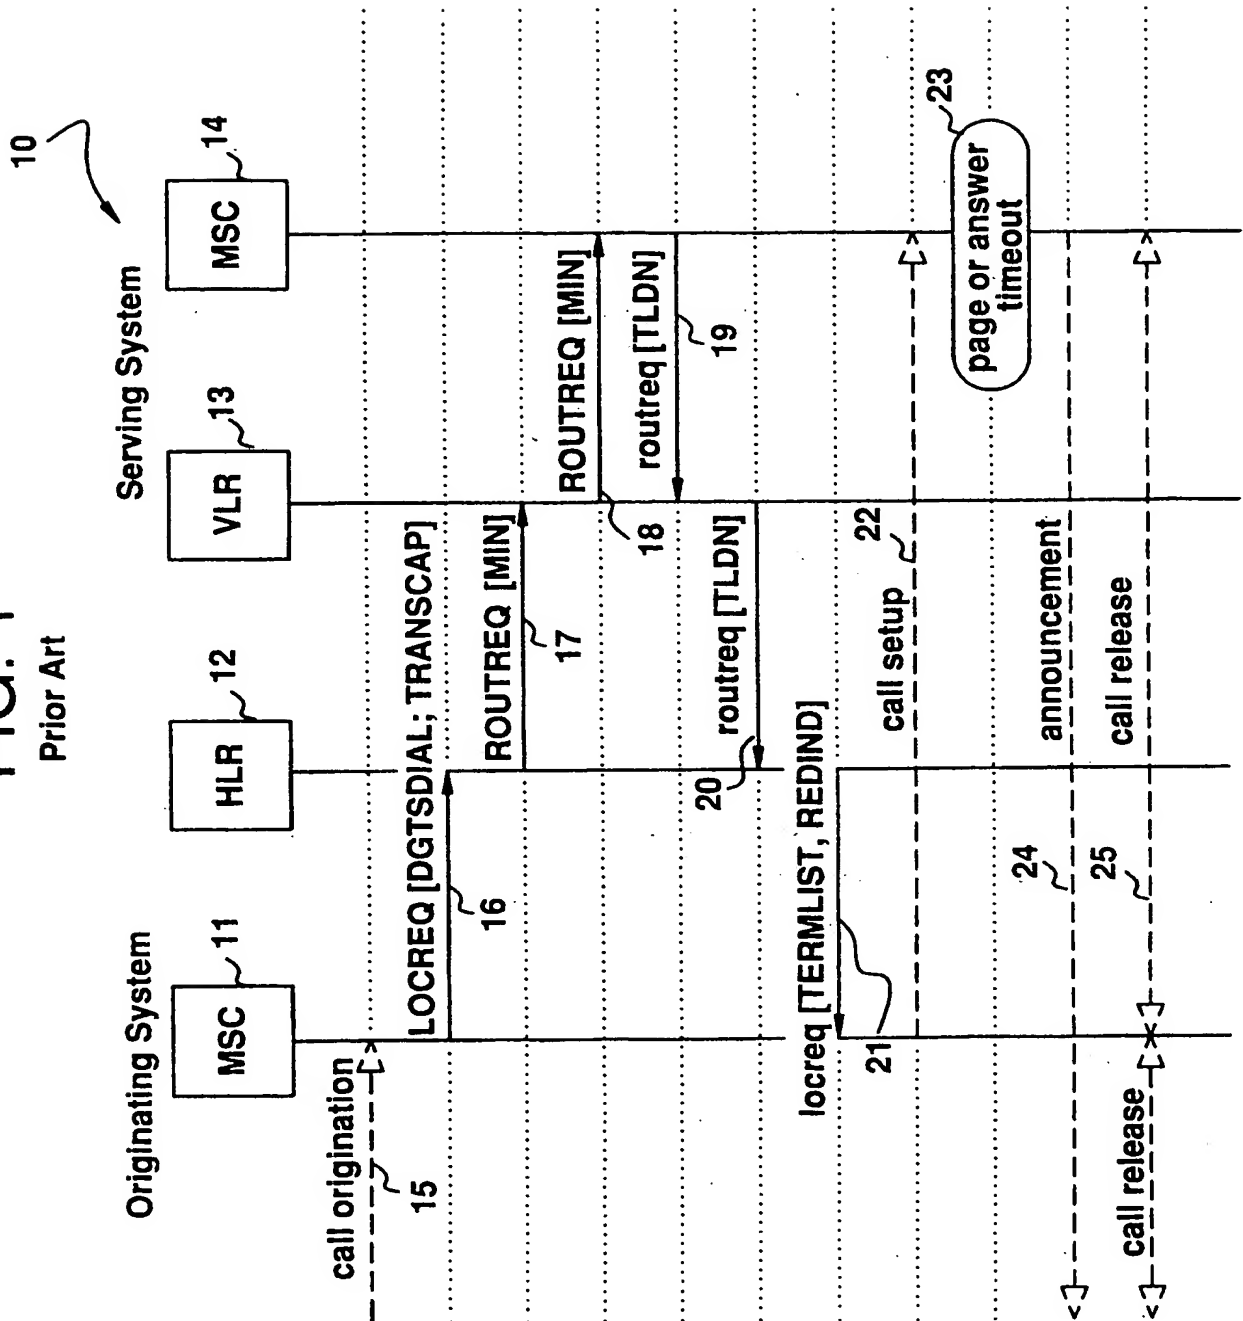 FIG. 1
Prior Art
10
Originating System
Serving System
MSC
11
HLR
12
VLR
13
MSC
14
call origination
15
LOCREQ [DGTSDIAL; TRANSCAP]
16
ROUTREQ [MIN]
17
ROUTREQ [MIN]
18
routreq [TLDN]
19
routreq [TLDN]
20
locreq [TERMLIST, REDIND]
21
call setup
22
page or answer
timeout
23
announcement
24
call release
call release
25